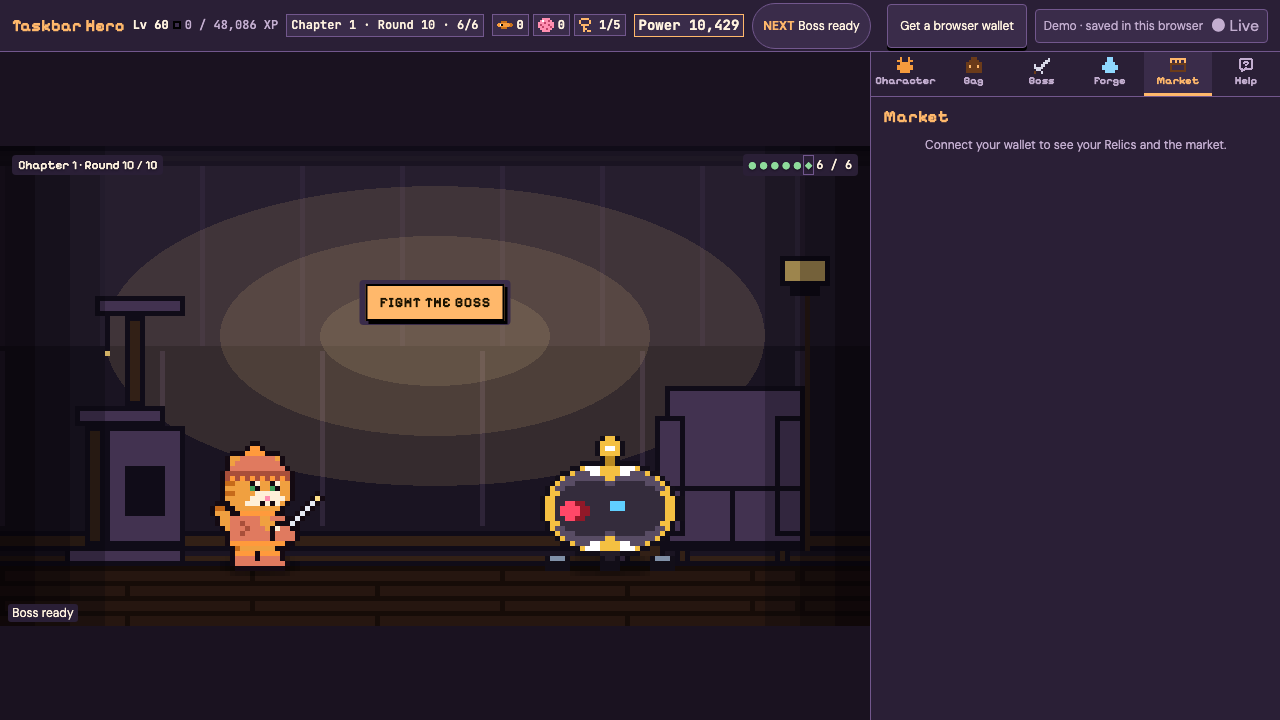 Taskbar Hero Lv 60 0 / 48,086 XP Chapter 1 · Round 10 · 6/6 0 0 1/5 Power 10,429 NEXT Boss ready Get a browser wallet Demo · saved in this browser Live
Character Bag Boss Forge Market Help
Market
Connect your wallet to see your Relics and the market.
Chapter 1 · Round 10 / 10
6 / 6
FIGHT THE BOSS
Boss ready